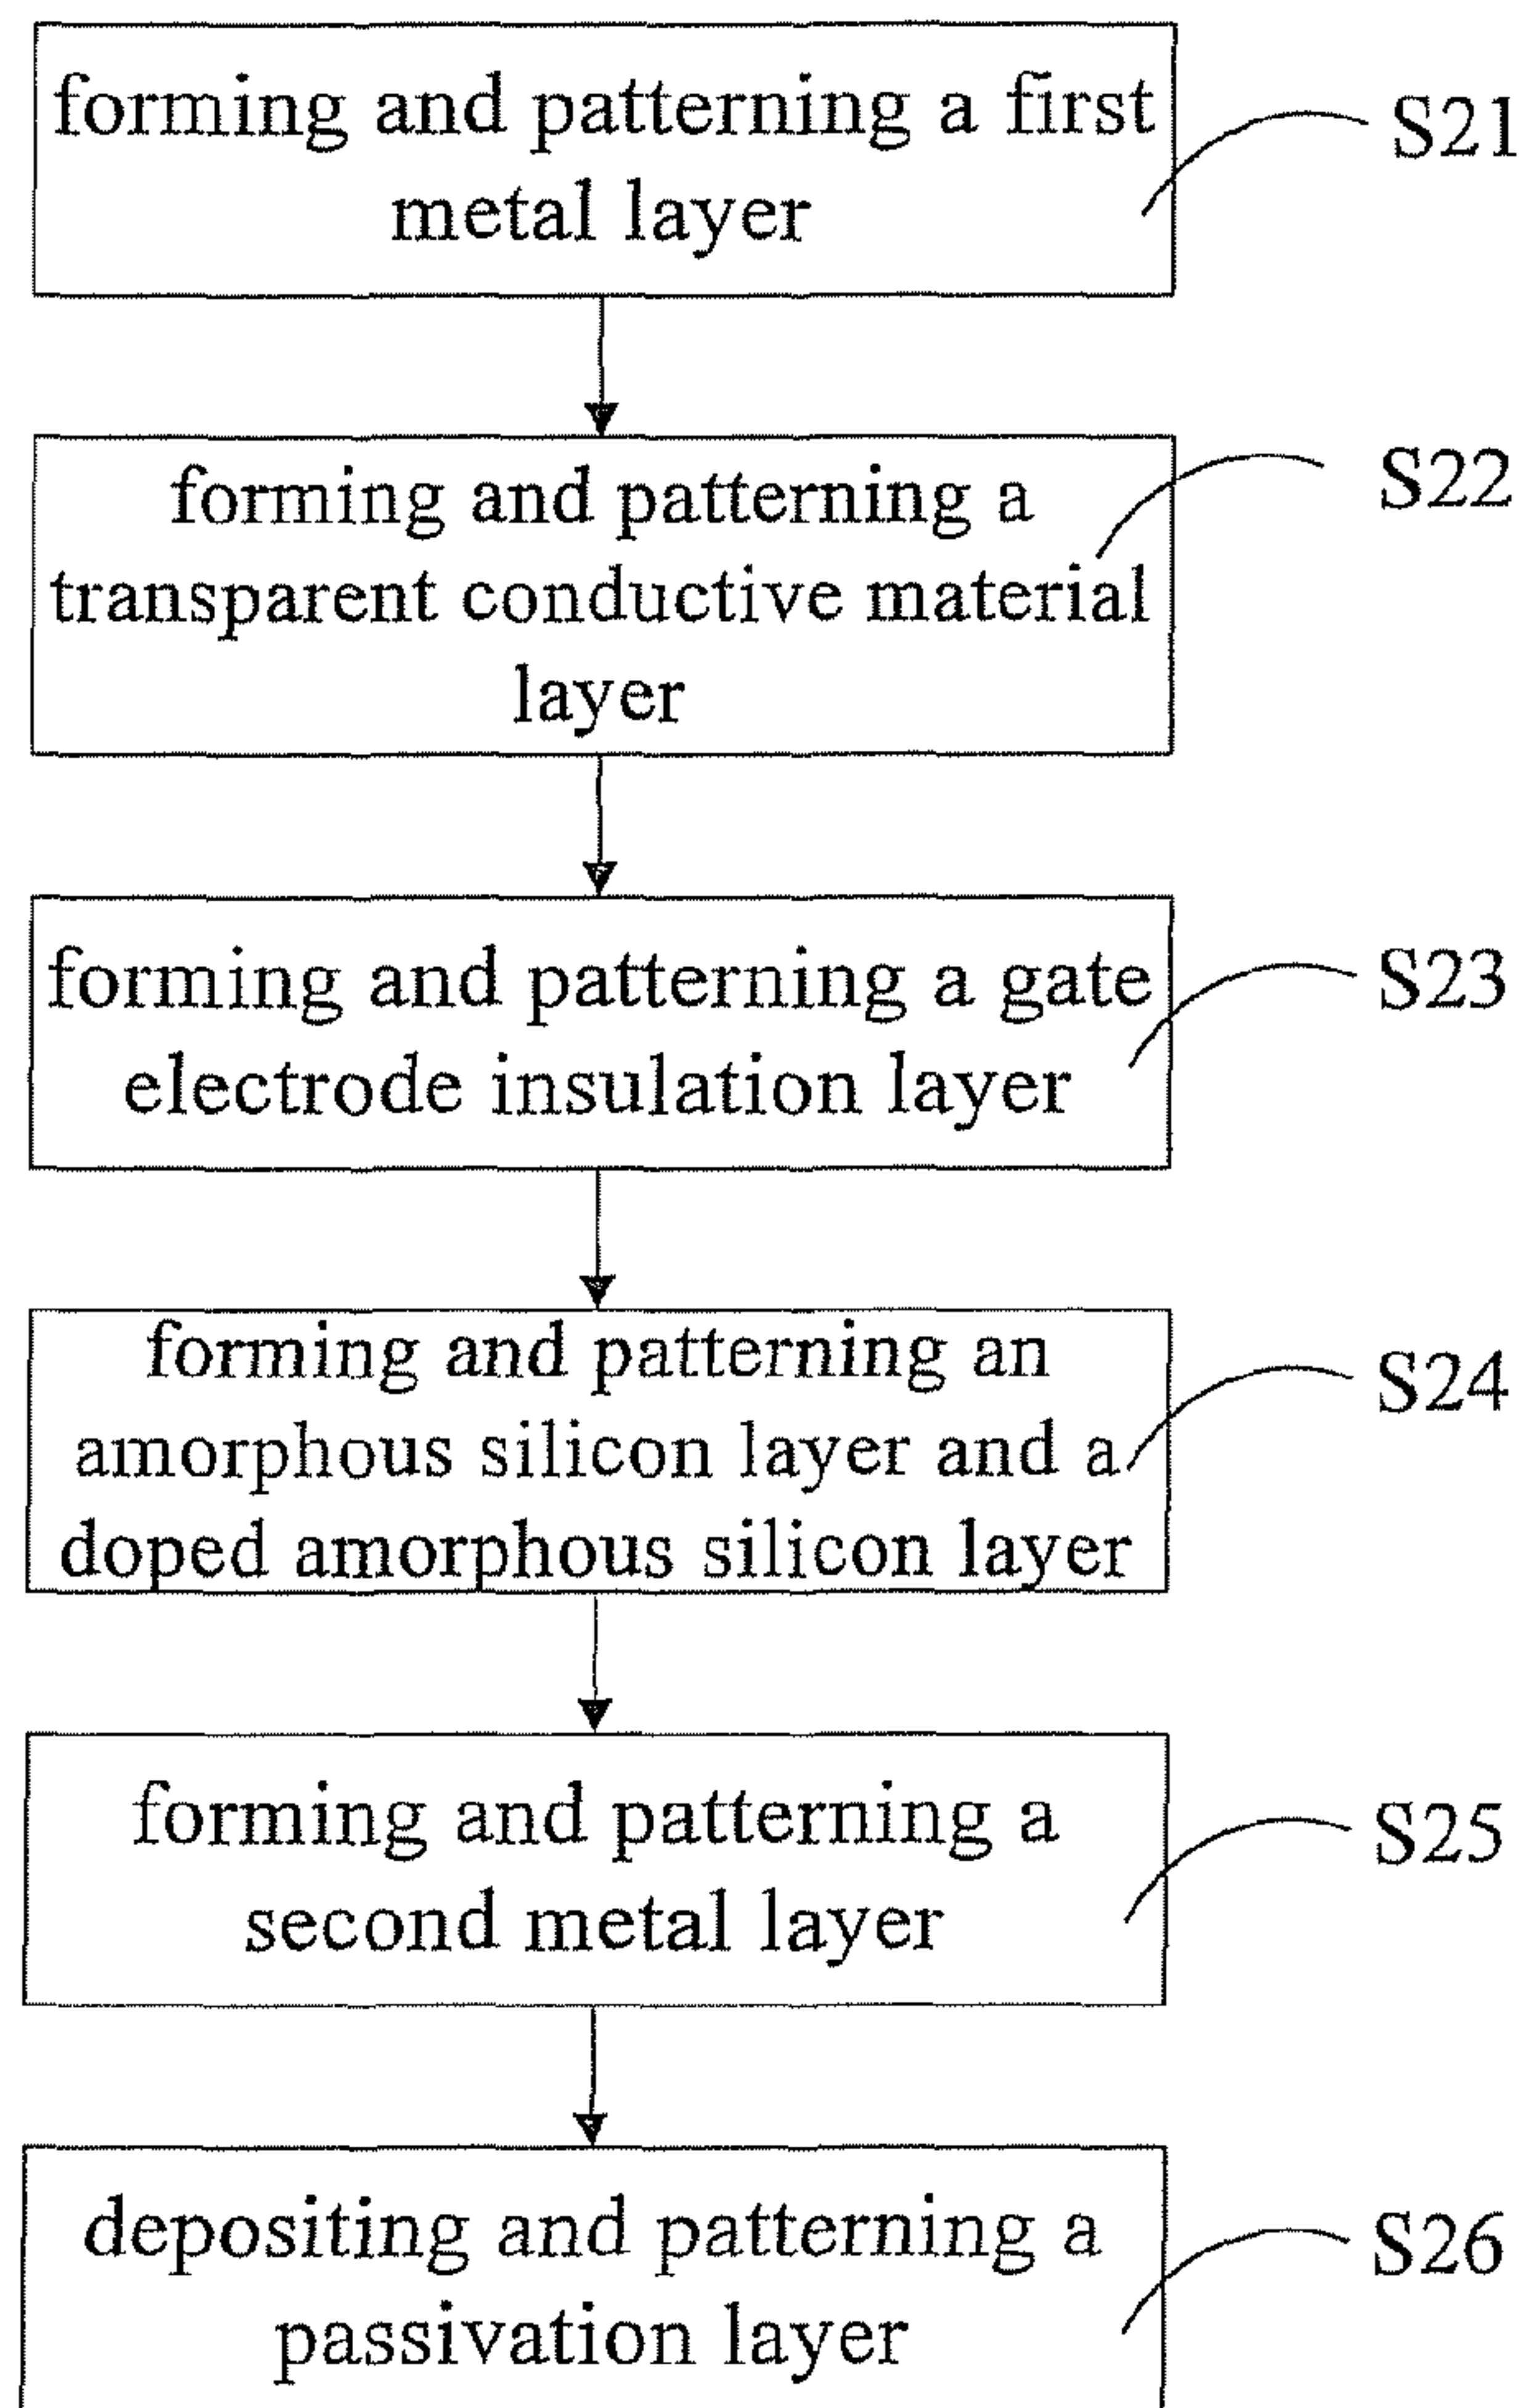 forming and patterning a first
metal layer
S21
forming and patterning a
transparent conductive material
layer
S22
forming and patterning a gate
electrode insulation layer
S23
forming and patterning an
amorphous silicon layer and a
doped amorphous silicon layer
S24
forming and patterning a
second metal layer
S25
depositing and patterning a
passivation layer
S26